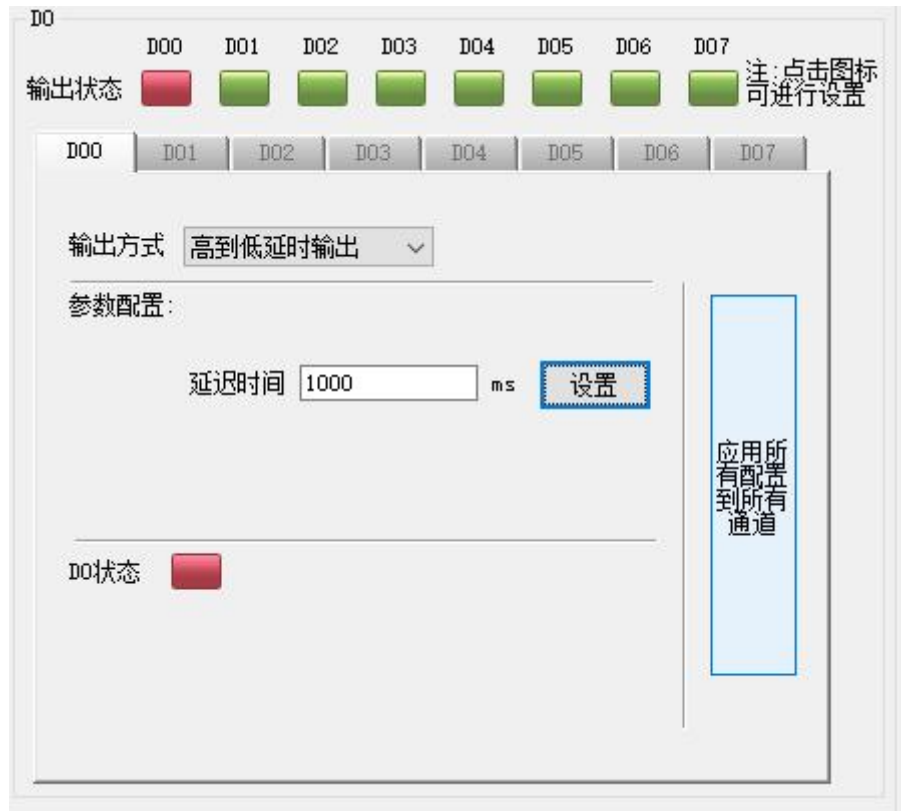 DO
DO0 DO1 DO2 DO3 DO4 DO5 DO6 DO7
输出状态
注:点击图标
可进行设置
DO0 DO1 DO2 DO3 DO4 DO5 DO6 DO7
输出方式 高到低延时输出
参数配置:
延迟时间 1000 ms 设置
应用所
有配置
到所有
通道
DO状态